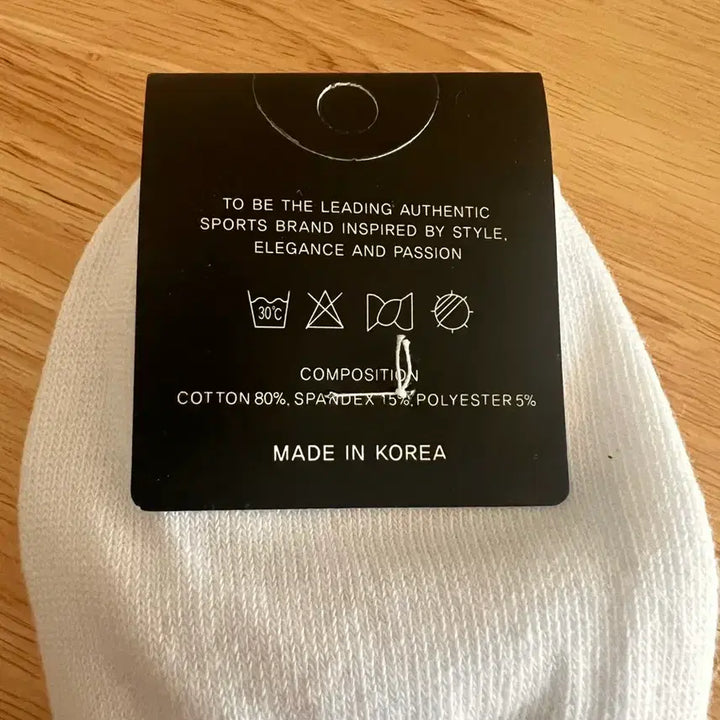 TO BE THE LEADING AUTHENTIC
SPORTS BRAND INSPIRED BY STYLE,
ELEGANCE AND PASSION
30℃
COMPOSITION
COTTON 80%, SPANDEX 15%, POLYESTER 5%
MADE IN KOREA